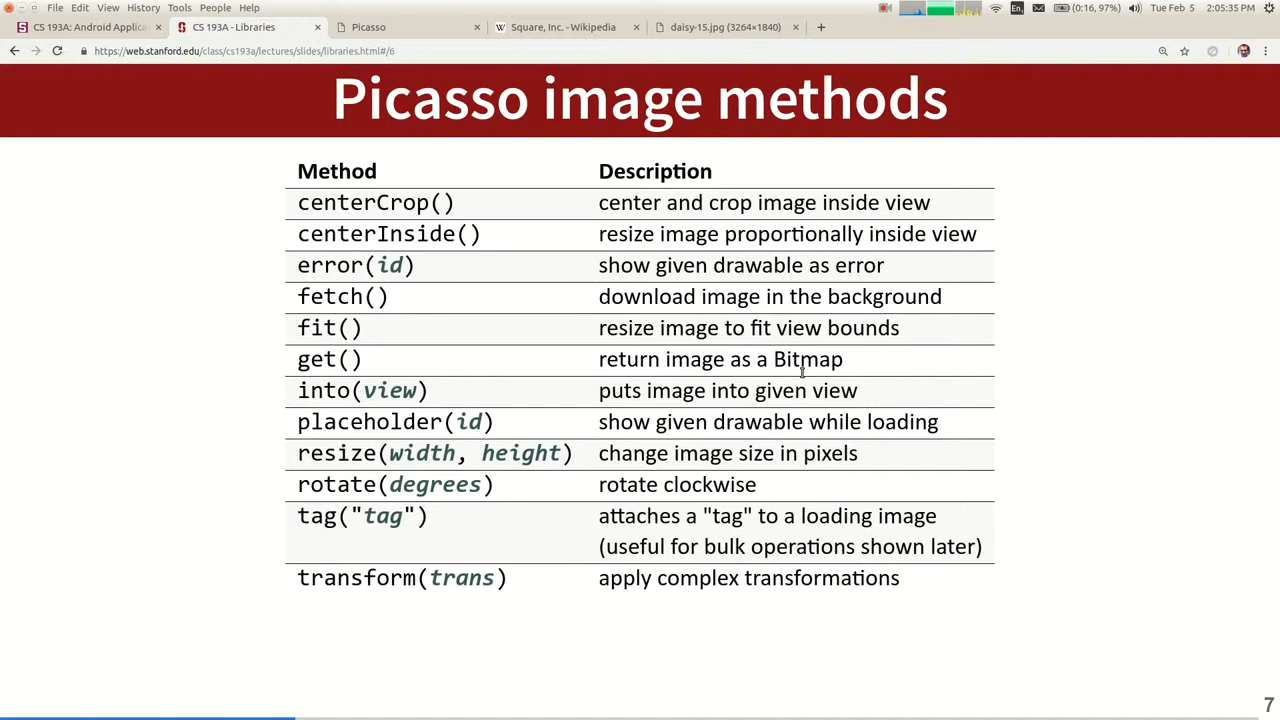 File Edit View History Tools People Help
En (0:16, 97%) Tue Feb 5 2:05:35 PM
CS 193A: Android Applica CS 193A - Libraries Picasso Square, Inc. - Wikipedia daisy-15.jpg (3264×1840)
https://web.stanford.edu/class/cs193a/lectures/slides/libraries.html#/6
Picasso image methods
Method Description
centerCrop() center and crop image inside view
centerInside() resize image proportionally inside view
error(id) show given drawable as error
fetch() download image in the background
fit() resize image to fit view bounds
get() return image as a Bitmap
into(view) puts image into given view
placeholder(id) show given drawable while loading
resize(width, height) change image size in pixels
rotate(degrees) rotate clockwise
tag("tag") attaches a "tag" to a loading image
(useful for bulk operations shown later)
transform(trans) apply complex transformations
7